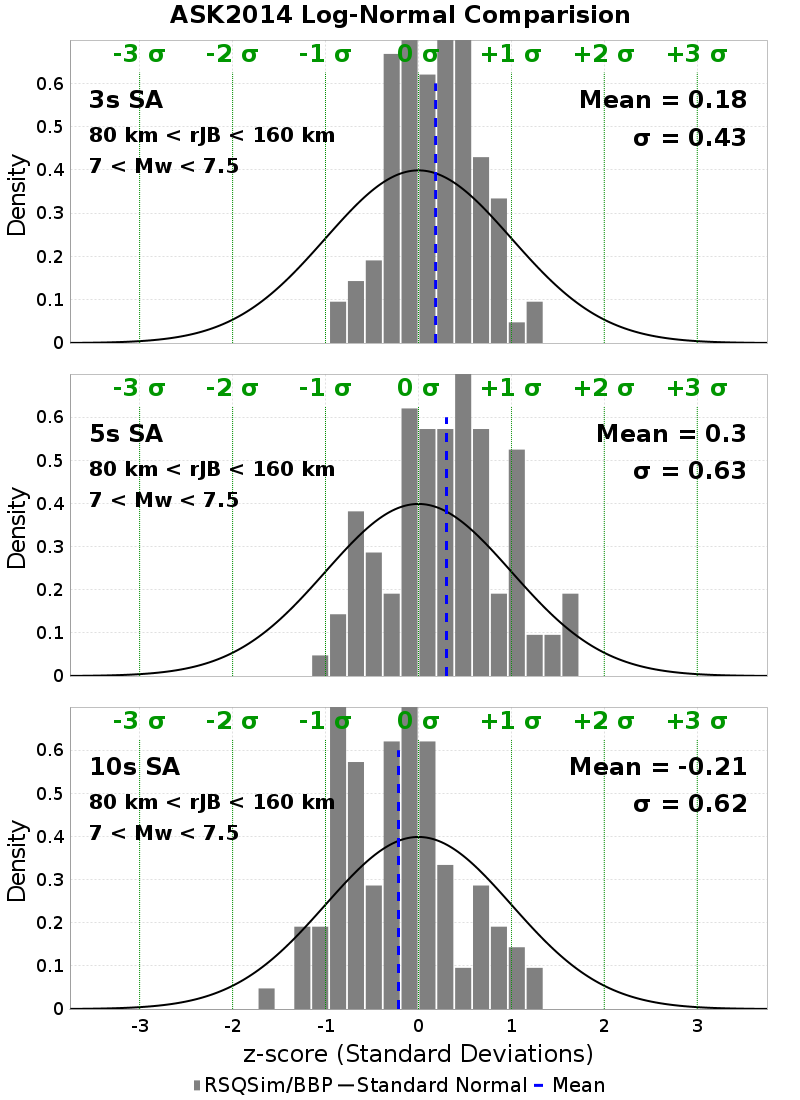 ASK2014 Log-Normal Comparision
-3 σ -2 σ -1 σ 0 σ +1 σ +2 σ +3 σ
3s SA
Mean = 0.18
80 km < rJB < 160 km
σ = 0.43
7 < Mw < 7.5
Density
0.6
0.5
0.4
0.3
0.2
0.1
0
-3 σ -2 σ -1 σ 0 σ +1 σ +2 σ +3 σ
5s SA
Mean = 0.3
80 km < rJB < 160 km
σ = 0.63
7 < Mw < 7.5
Density
0.6
0.5
0.4
0.3
0.2
0.1
0
-3 σ -2 σ -1 σ 0 σ +1 σ +2 σ +3 σ
10s SA
Mean = -0.21
80 km < rJB < 160 km
σ = 0.62
7 < Mw < 7.5
Density
0.6
0.5
0.4
0.3
0.2
0.1
0
-3 -2 -1 0 1 2 3
z-score (Standard Deviations)
RSQSim/BBP Standard Normal Mean